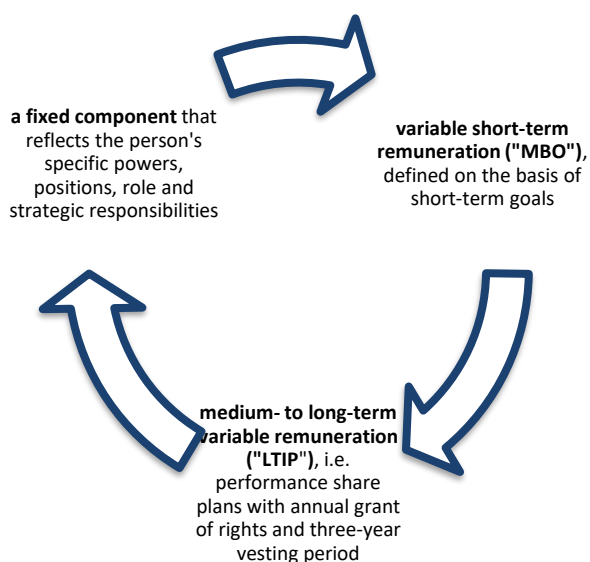 a fixed component that
reflects the person's
specific powers,
positions, role and
strategic responsibilities
variable short-term
remuneration ("MBO"),
defined on the basis of
short-term goals
medium- to long-term
variable remuneration
("LTIP"), i.e.
performance share
plans with annual grant
of rights and three-year
vesting period